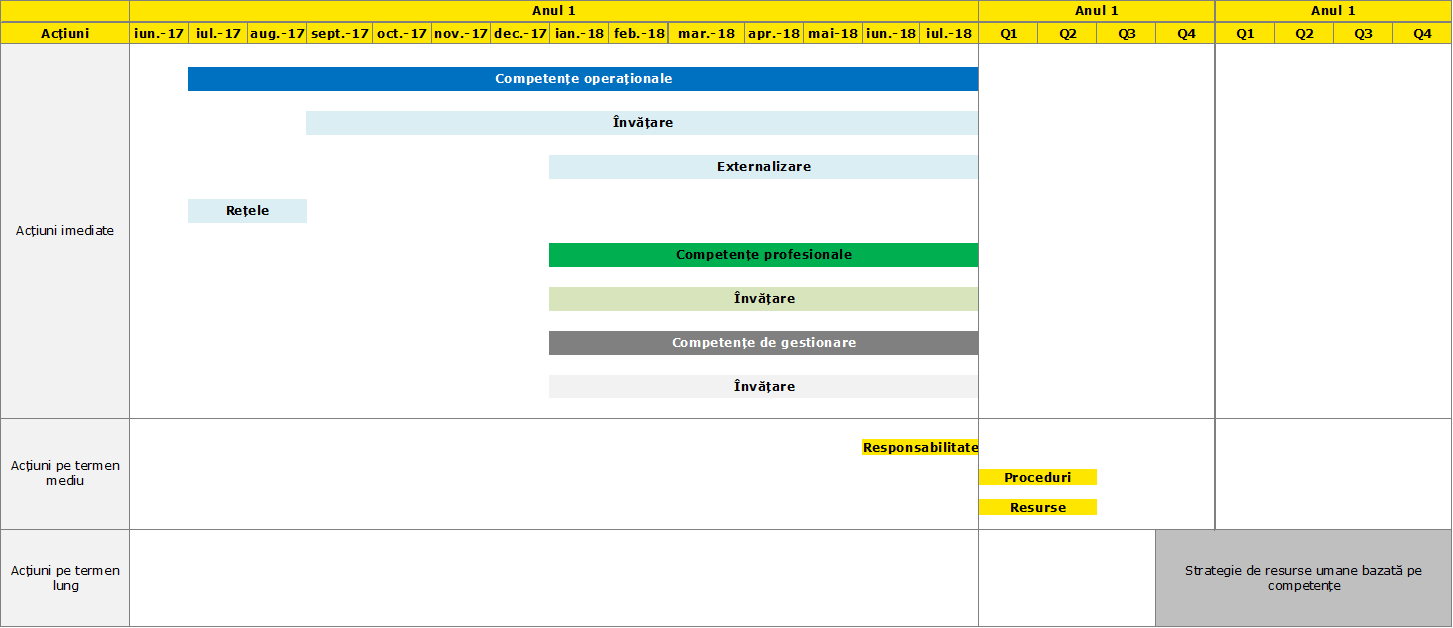 Anul 1 Anul 1 Anul 1
Acțiuni iun.-17 iul.-17 aug.-17 sept.-17 oct.-17 nov.-17 dec.-17 ian.-18 feb.-18 mar.-18 apr.-18 mai-18 iun.-18 iul.-18 Q1 Q2 Q3 Q4 Q1 Q2 Q3 Q4
Acțiuni imediate
Competențe operaționale
Învățare
Externalizare
Rețele
Competențe profesionale
Învățare
Competențe de gestionare
Învățare
Acțiuni pe termen
mediu
Responsabilitate
Proceduri
Resurse
Acțiuni pe termen
lung
Strategie de resurse umane bazată pe
competențe